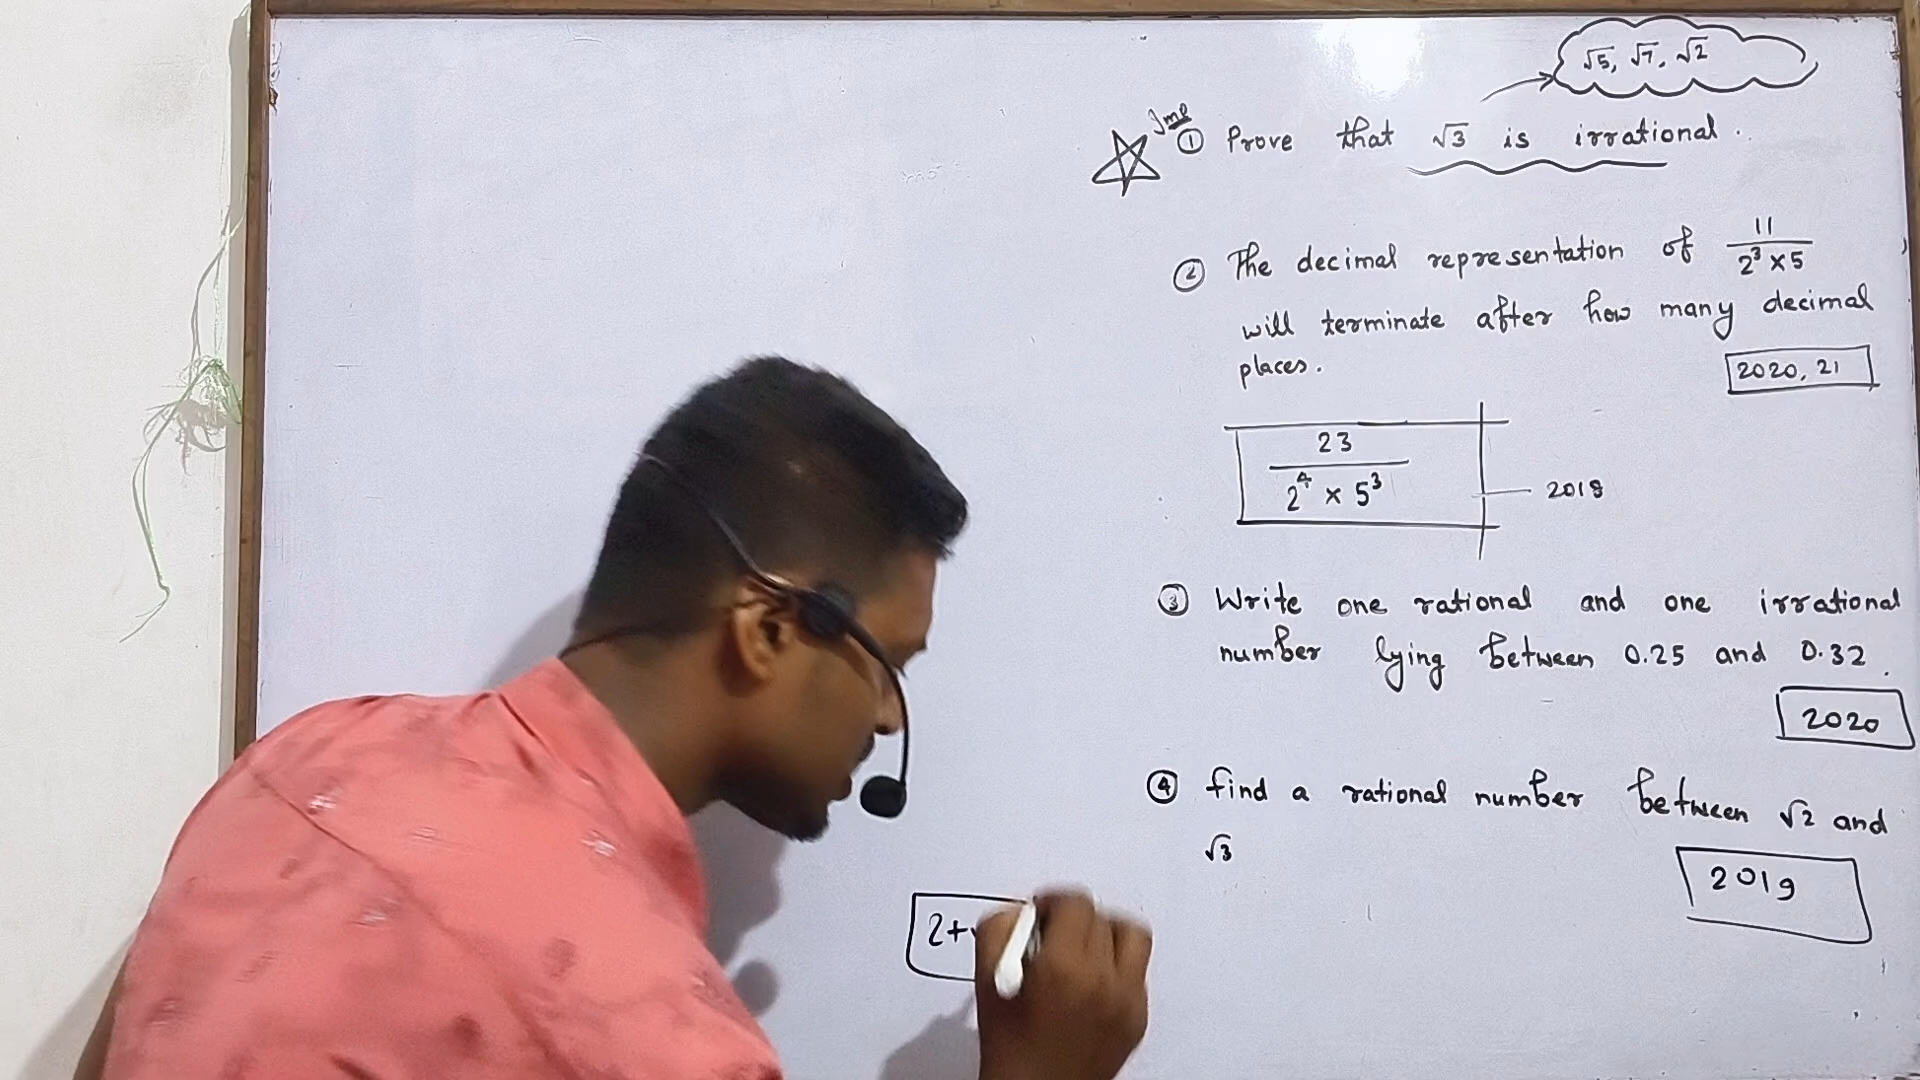 √5, √7, √2
Imp
① Prove that √3 is irrational.
② The decimal representation of 11/(2³ × 5)
will terminate after how many decimal
places.
2020, 21
23/(2⁴ × 5³)
2018
③ Write one rational and one irrational
number lying between 0.25 and 0.32.
2020
④ find a rational number between √2 and
√3
2019
2+